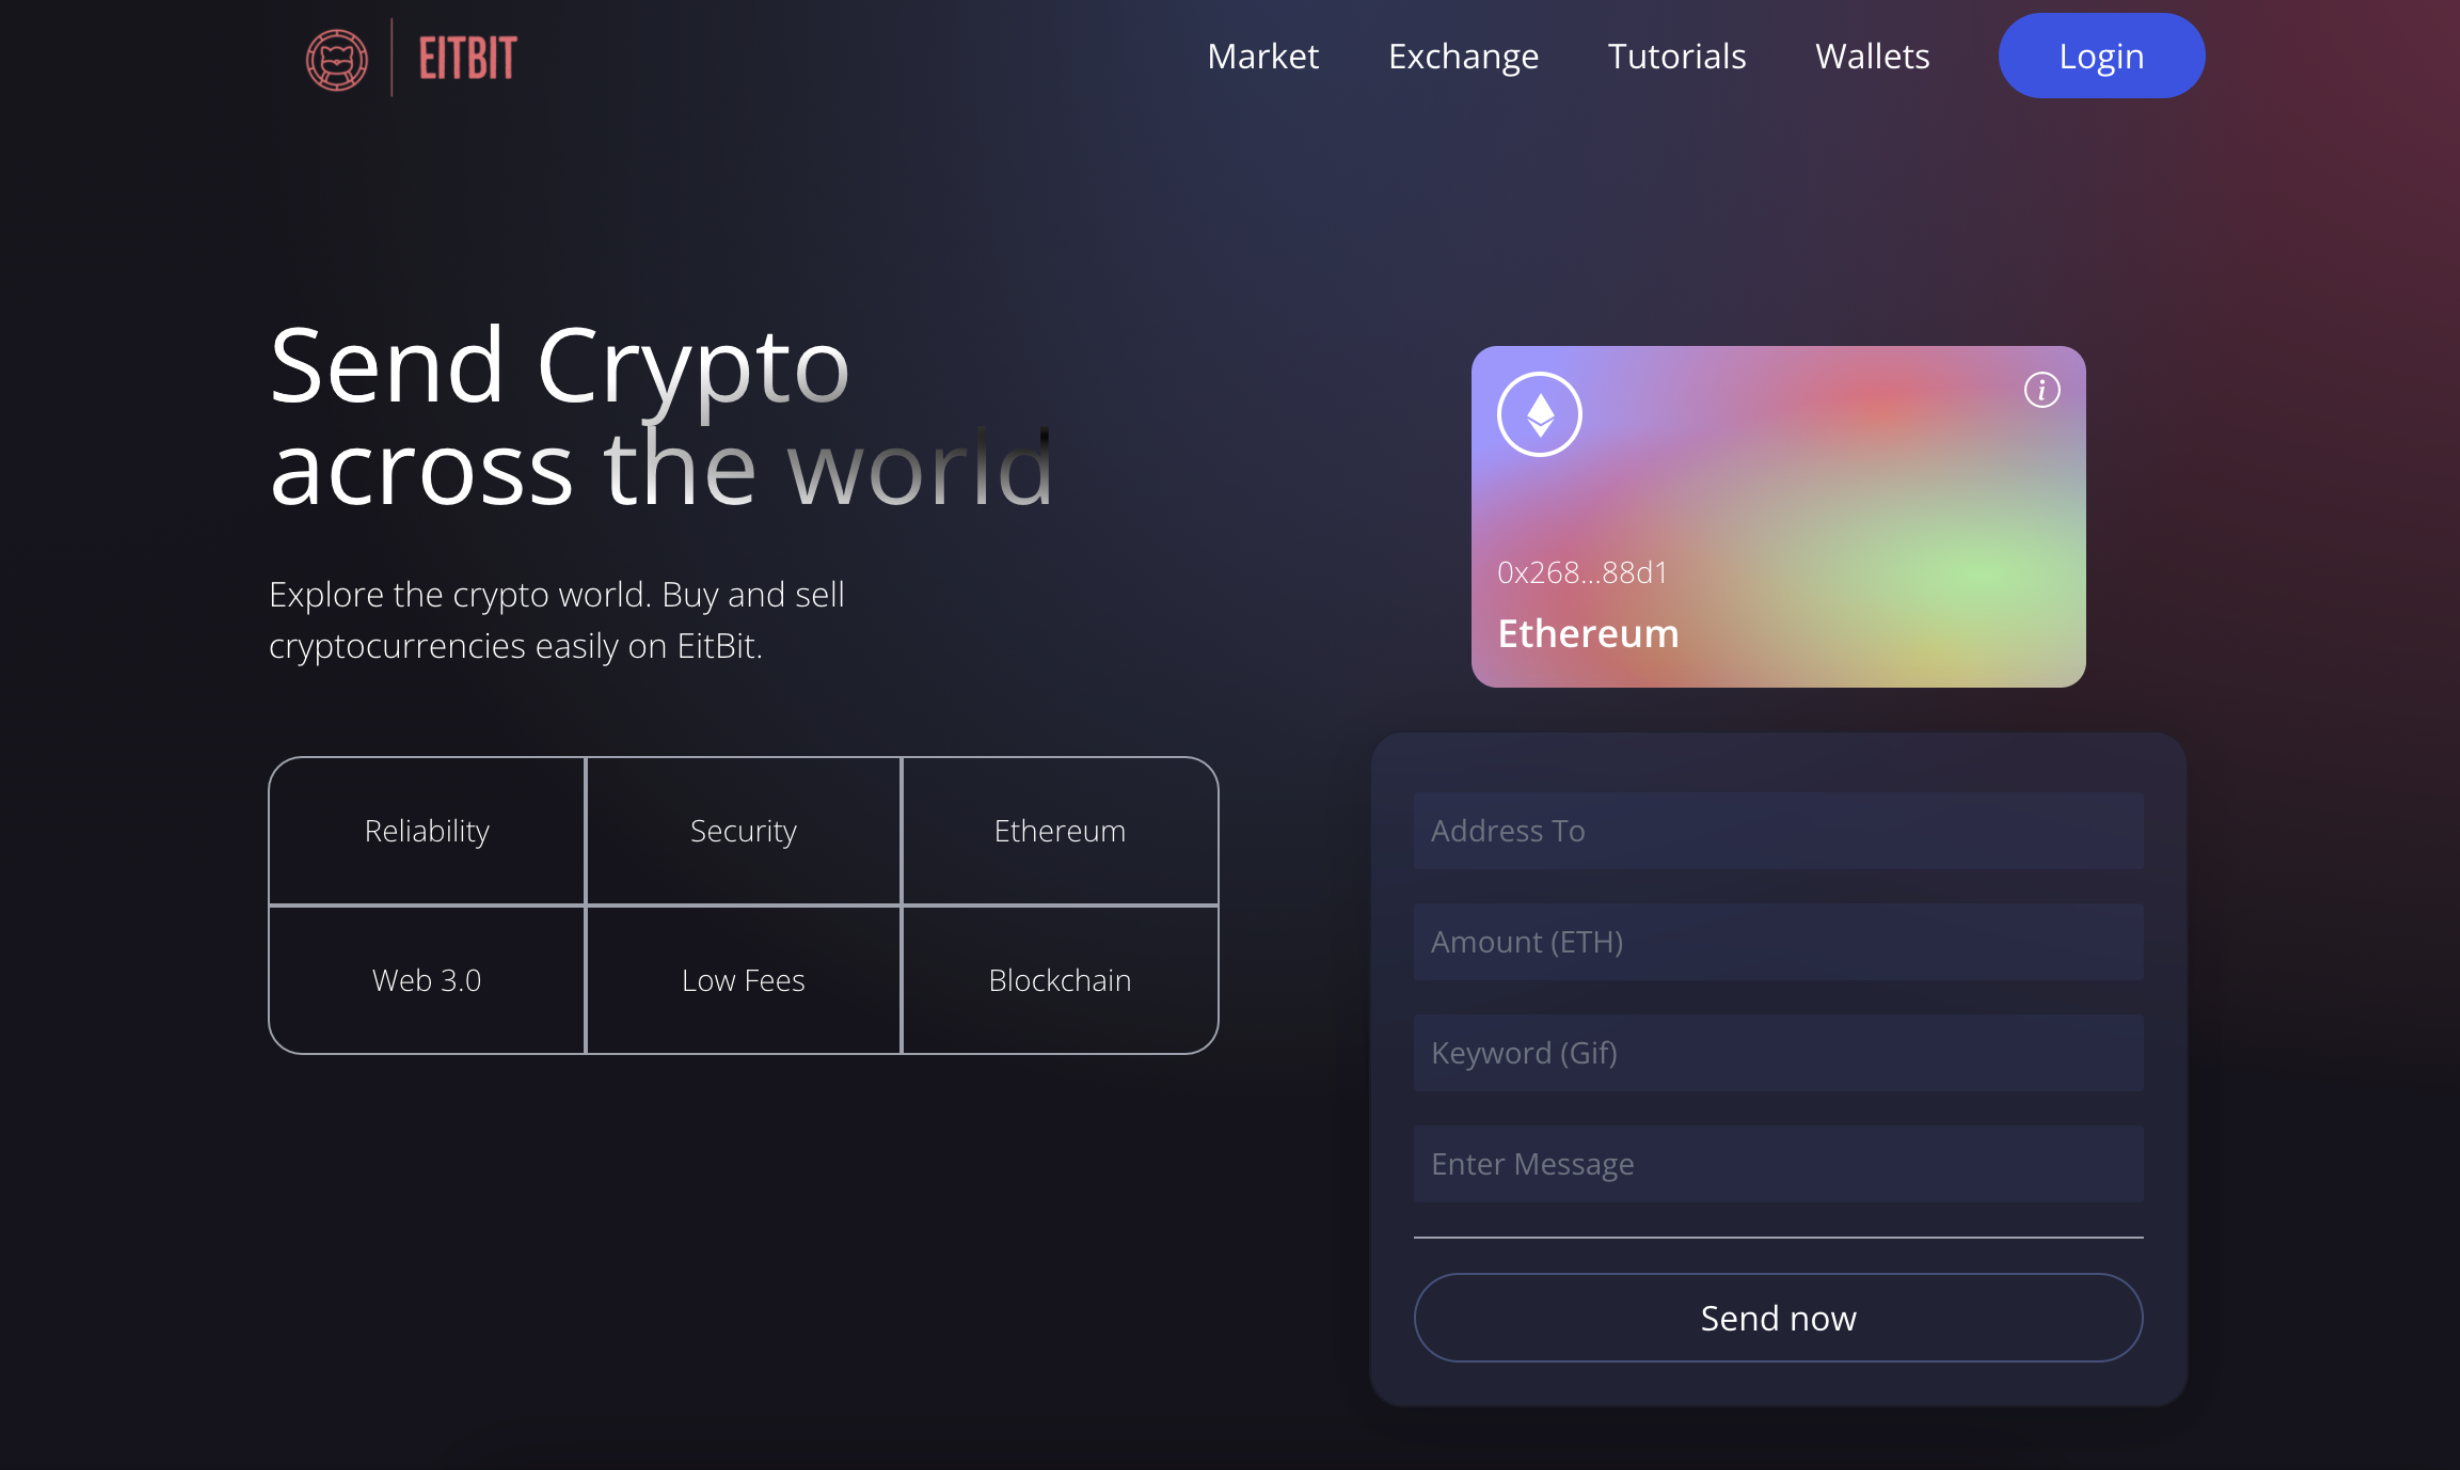 EITBIT
Market
Exchange
Tutorials
Wallets
Login
Send Crypto
across the world
Explore the crypto world. Buy and sell
cryptocurrencies easily on EitBit.
Reliability
Security
Ethereum
Web 3.0
Low Fees
Blockchain
i
0x268...88d1
Ethereum
Address To
Amount (ETH)
Keyword (Gif)
Enter Message
Send now